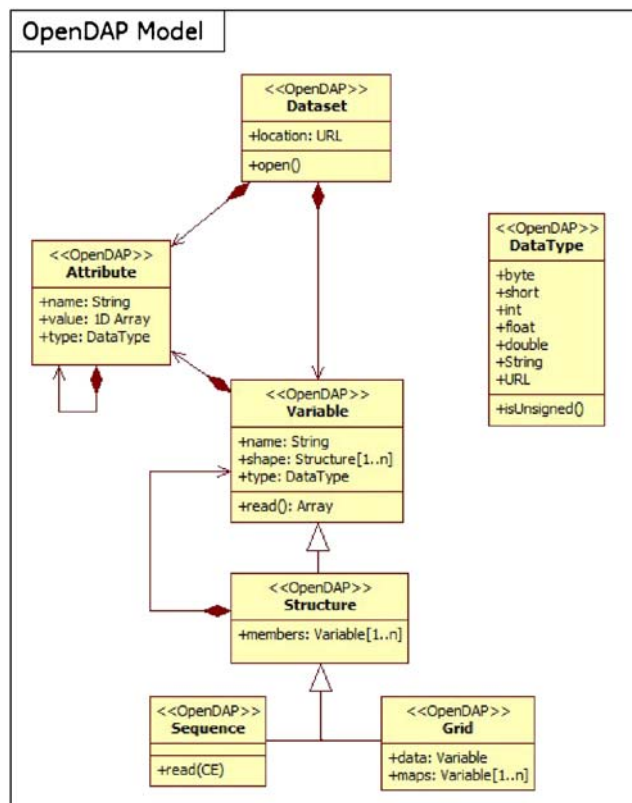 OpenDAP Model
<<OpenDAP>>
Dataset
+location: URL
+open()
<<OpenDAP>>
Attribute
+name: String
+value: 1D Array
+type: DataType
<<OpenDAP>>
DataType
+byte
+short
+int
+float
+double
+String
+URL
+isUnsigned()
<<OpenDAP>>
Variable
+name: String
+shape: Structure[1..n]
+type: DataType
+read(): Array
<<OpenDAP>>
Structure
+members: Variable[1..n]
<<OpenDAP>>
Sequence
+read(CE)
<<OpenDAP>>
Grid
+data: Variable
+maps: Variable[1..n]